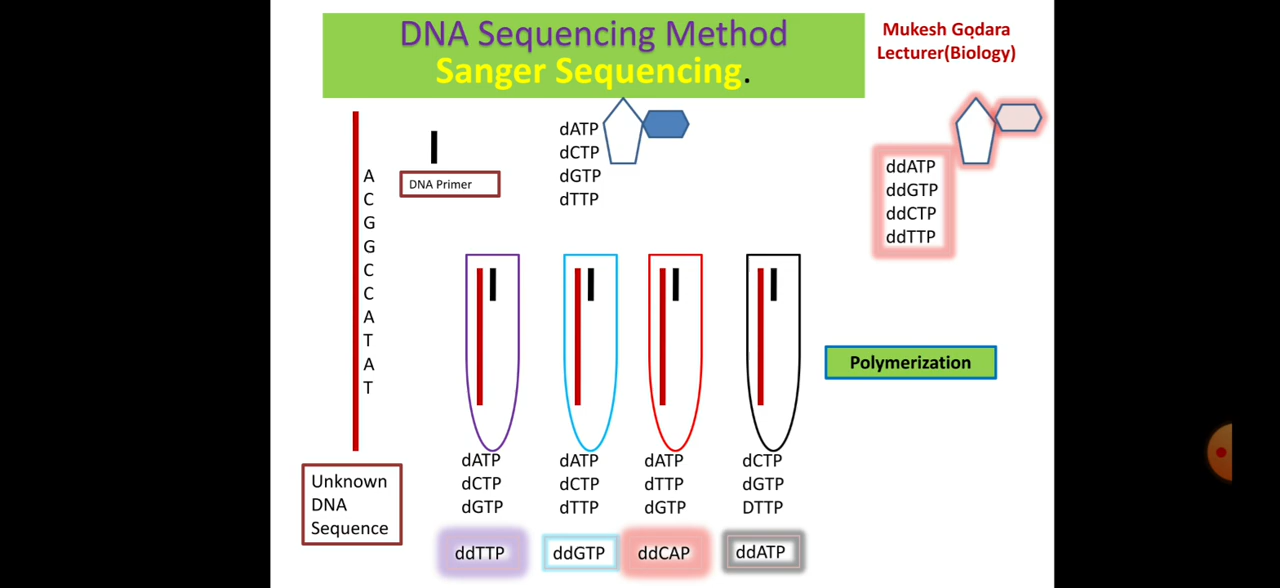 DNA Sequencing Method
Sanger Sequencing.
Mukesh Godara
Lecturer(Biology)
A
C
G
G
C
C
A
T
A
T
DNA Primer
dATP
dCTP
dGTP
dTTP
ddATP
ddGTP
ddCTP
ddTTP
Polymerization
Unknown
DNA
Sequence
dATP
dCTP
dGTP
ddTTP
dATP
dCTP
dTTP
ddGTP
dATP
dTTP
dGTP
ddCAP
dCTP
dGTP
DTTP
ddATP